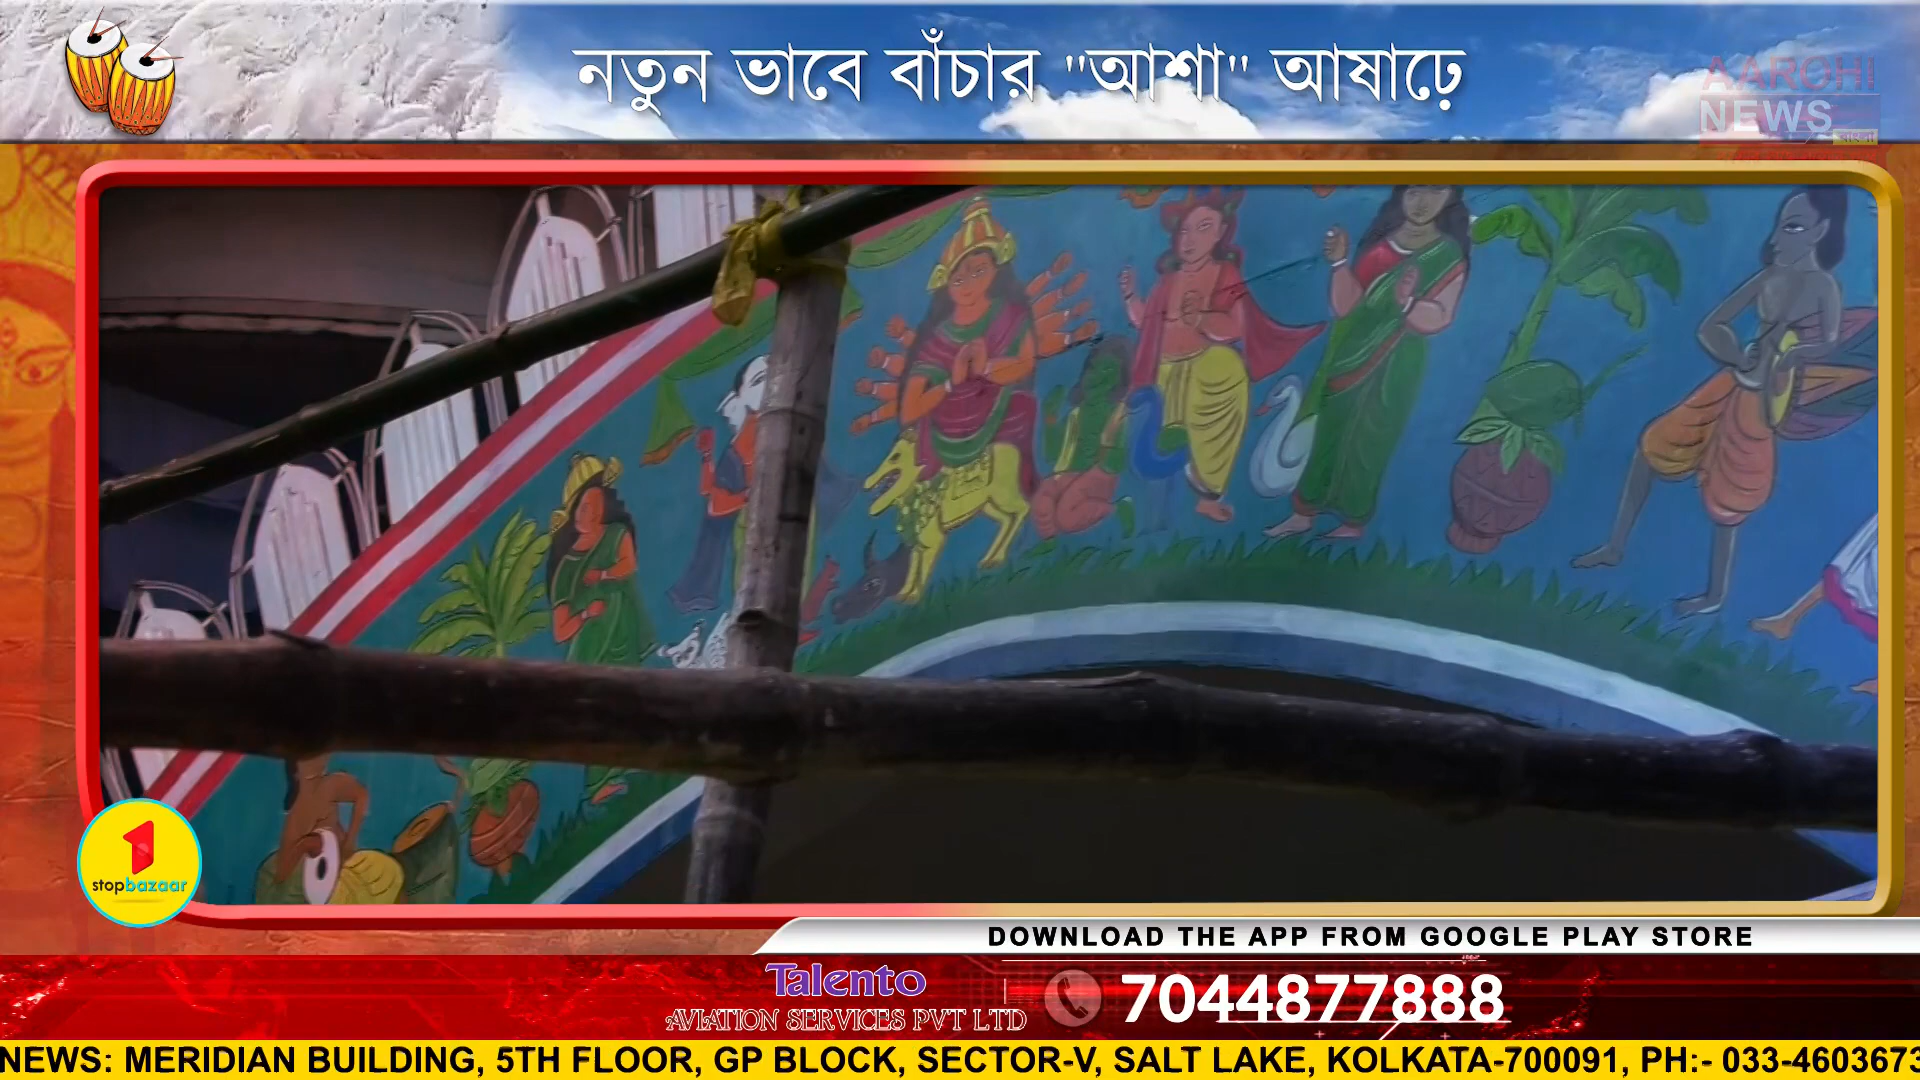 নতুন ভাবে বাঁচার "আশা" আষাঢ়ে
AAROHI
NEWS
বাংলা
1
stopbazaar
DOWNLOAD THE APP FROM GOOGLE PLAY STORE
Talento
AVIATION SERVICES PVT LTD
7044877888
NEWS: MERIDIAN BUILDING, 5TH FLOOR, GP BLOCK, SECTOR-V, SALT LAKE, KOLKATA-700091, PH:- 033-4603673